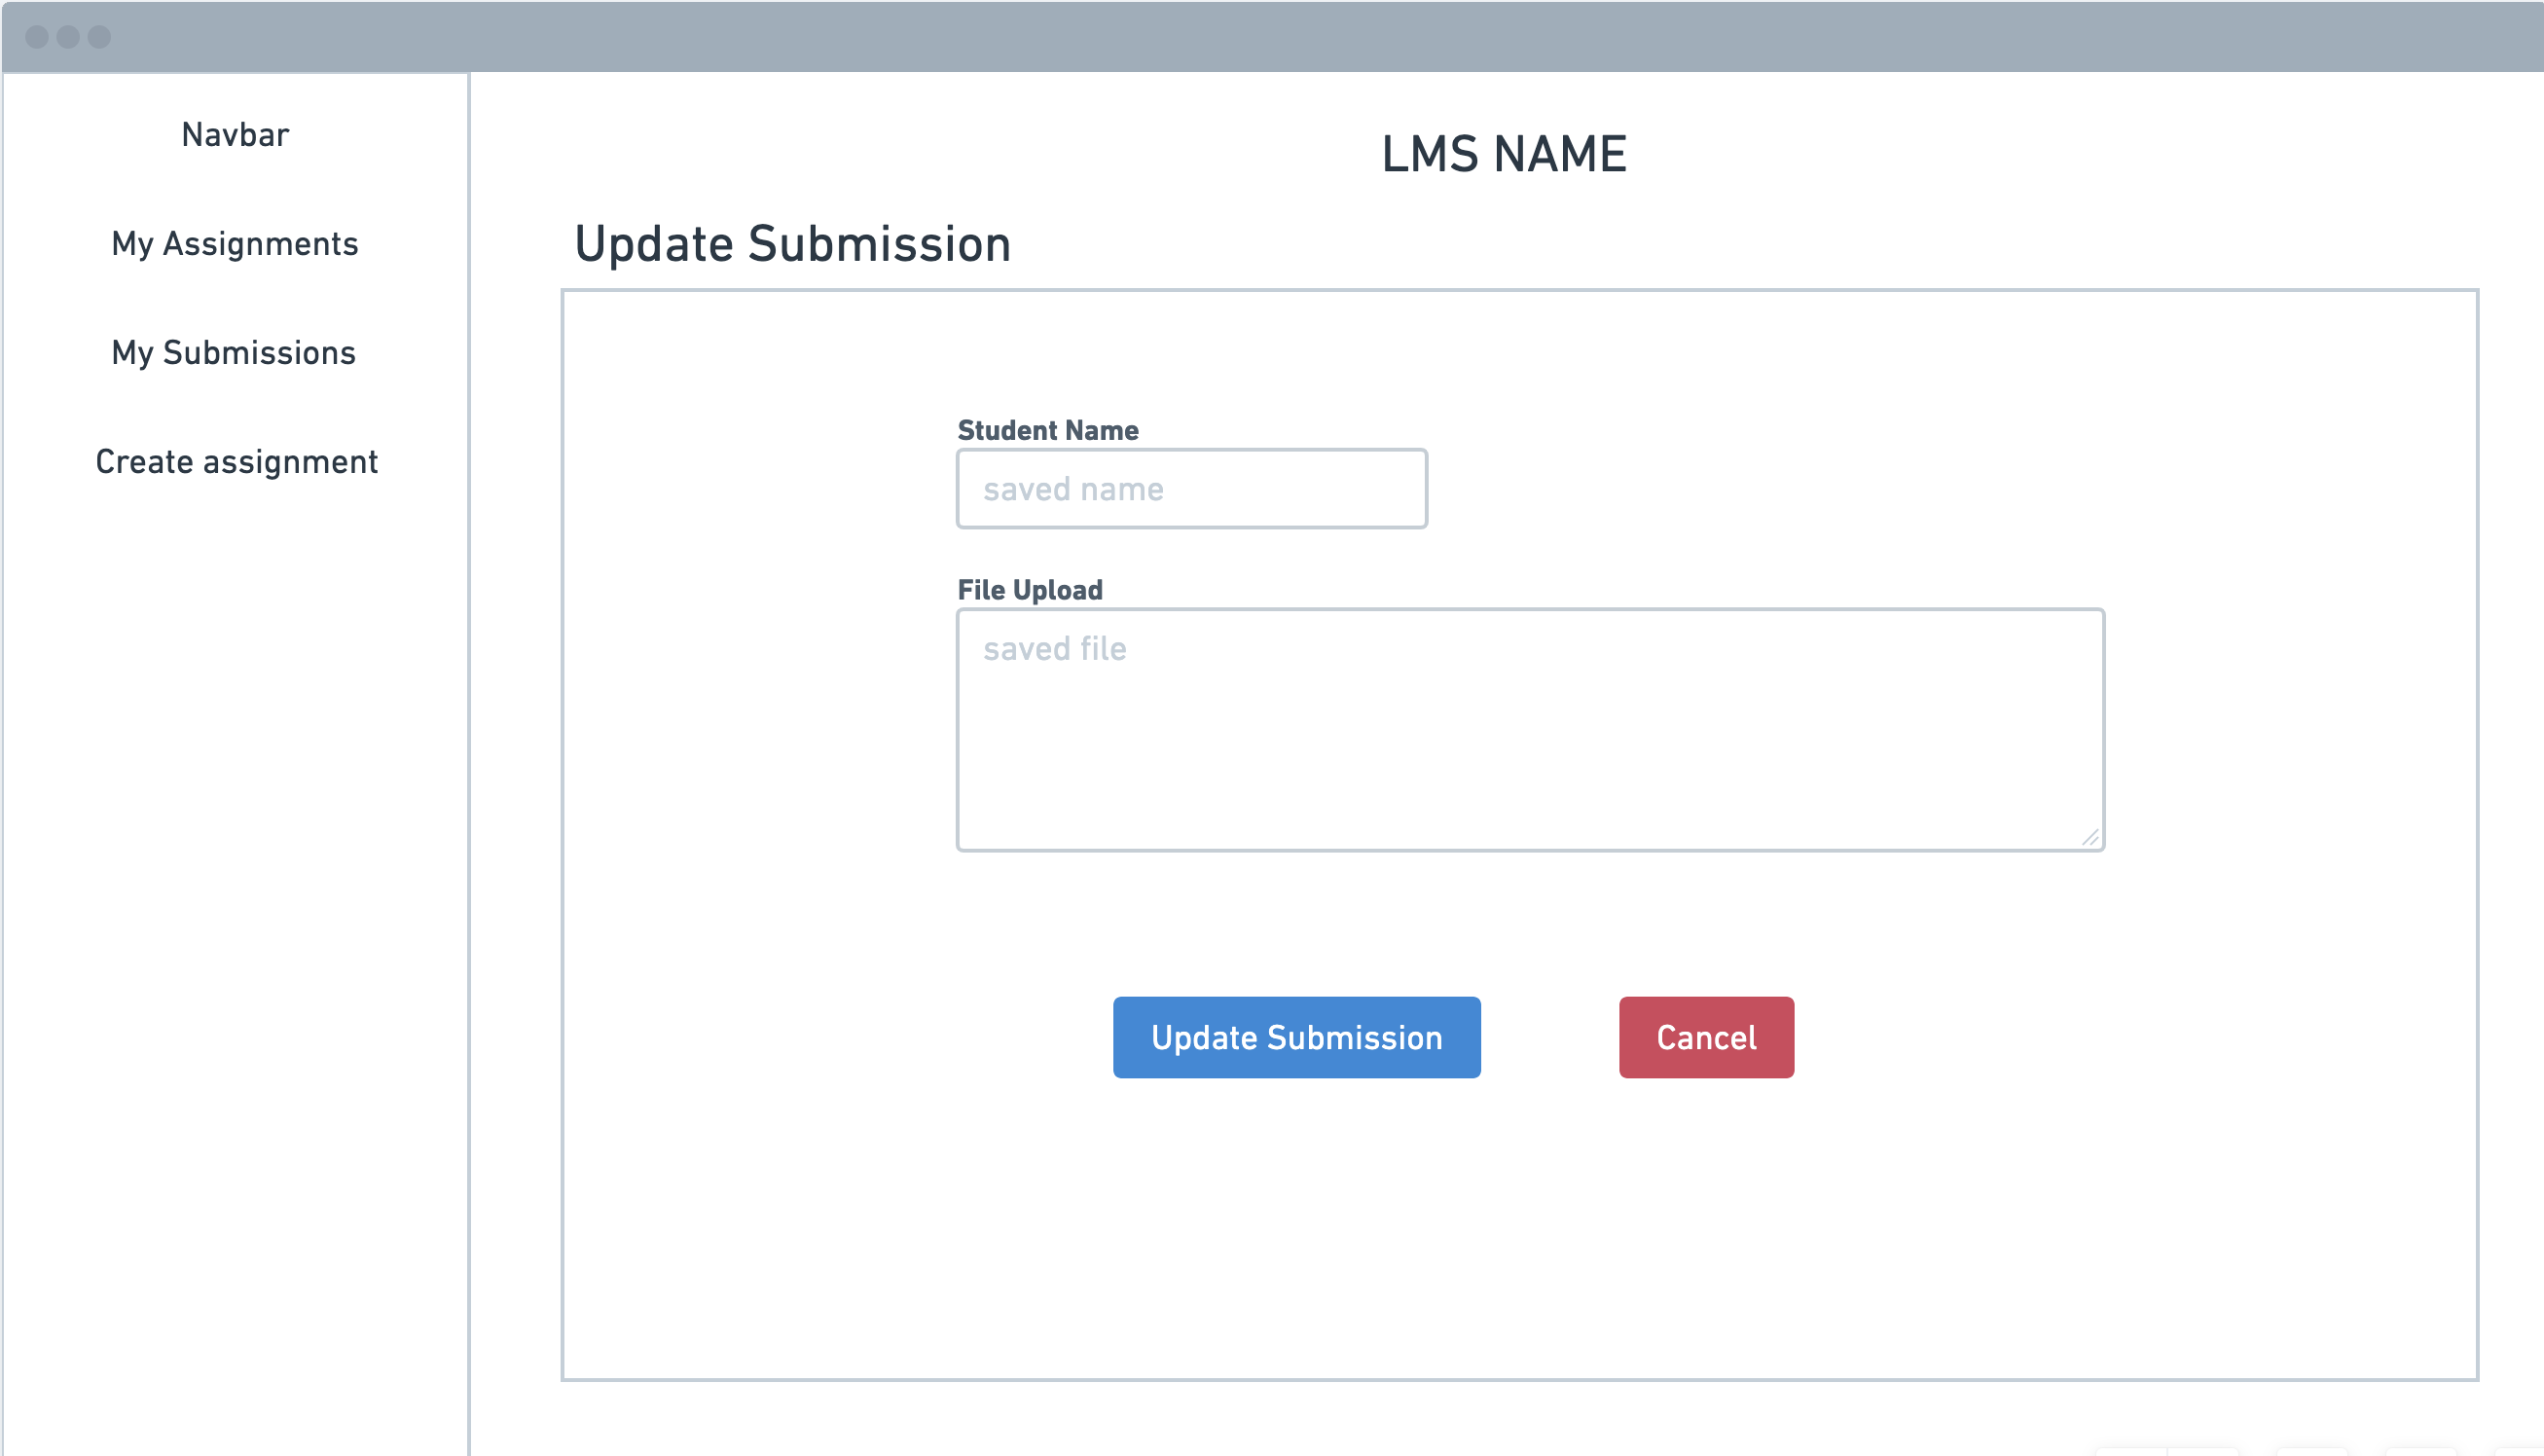 Navbar
My Assignments
My Submissions
Create assignment
LMS NAME
Update Submission
Student Name
saved name
File Upload
saved file
Update Submission
Cancel